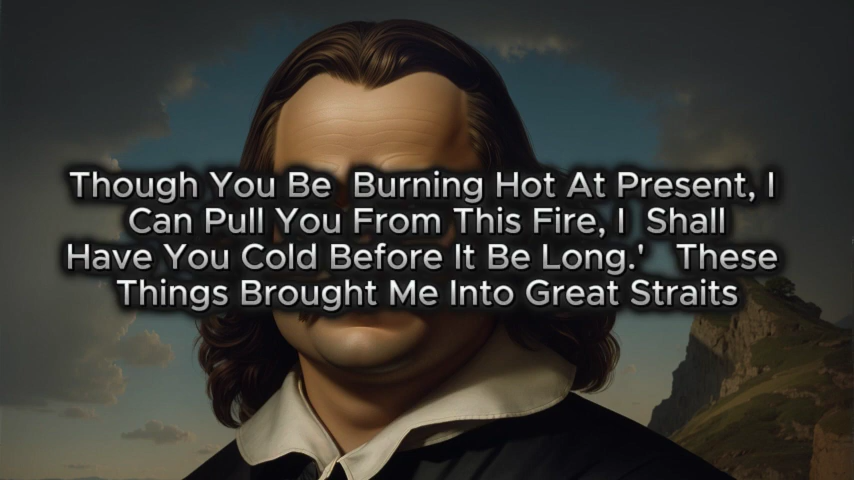 Though You Be Burning Hot At Present, I
Can Pull You From This Fire, I Shall
Have You Cold Before It Be Long.' These
Things Brought Me Into Great Straits